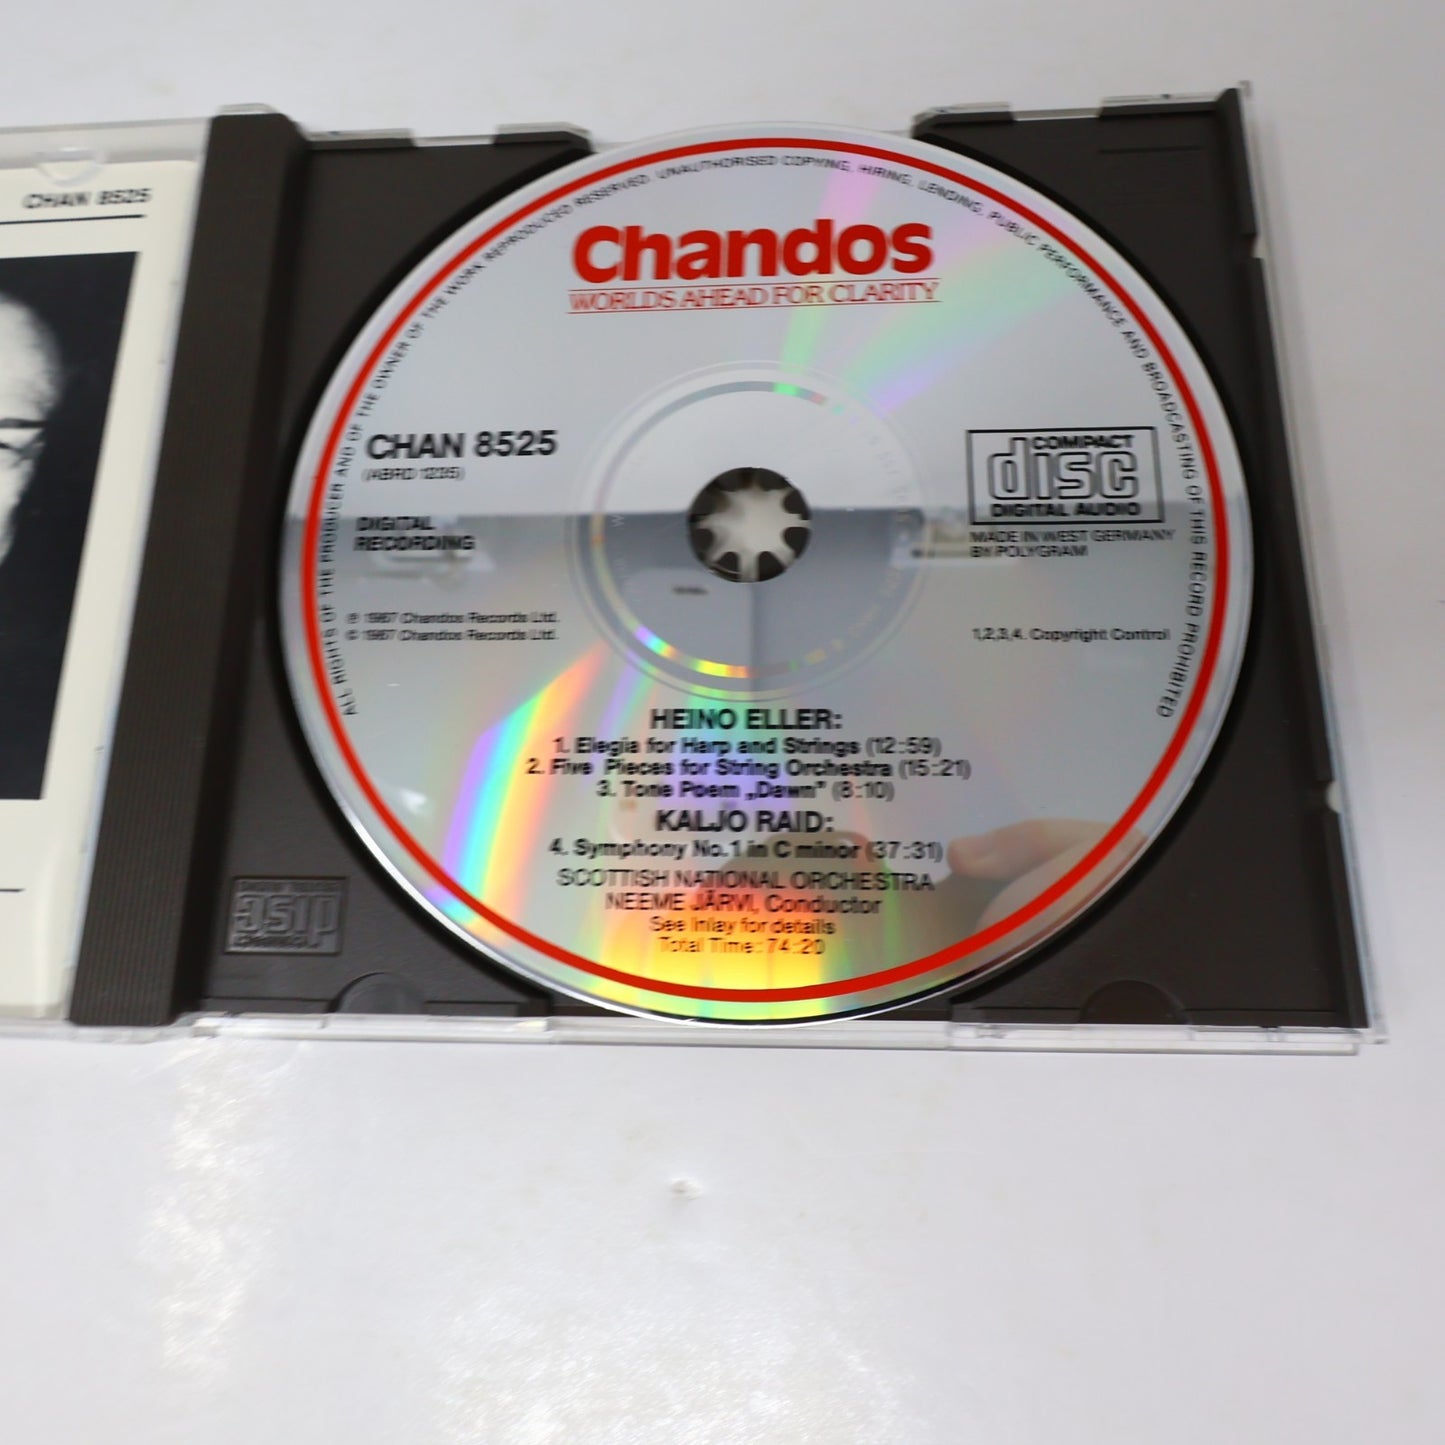 CHAN 8525
ALL RIGHTS OF THE PRODUCER AND OF THE OWNER OF THE WORK REPRODUCED RESERVED. UNAUTHORISED COPYING, HIRING, LENDING, PUBLIC PERFORMANCE AND BROADCASTING OF THIS RECORD PROHIBITED
Chandos
WORLDS AHEAD FOR CLARITY
CHAN 8525
(ABRD 1235)
DIGITAL
RECORDING
COMPACT
disc
DIGITAL AUDIO
MADE IN WEST GERMANY
BY POLYGRAM
℗ 1987 Chandos Records Ltd.
© 1987 Chandos Records Ltd.
1,2,3,4. Copyright Control
HEINO ELLER:
1. Elegia for Harp and Strings (12:59)
2. Five Pieces for String Orchestra (15:21)
3. Tone Poem „Dawn" (8:10)
KALJO RAID:
4. Symphony No.1 in C minor (37:31)
SCOTTISH NATIONAL ORCHESTRA
NEEME JÄRVI, Conductor
See Inlay for details
Total Time: 74:20